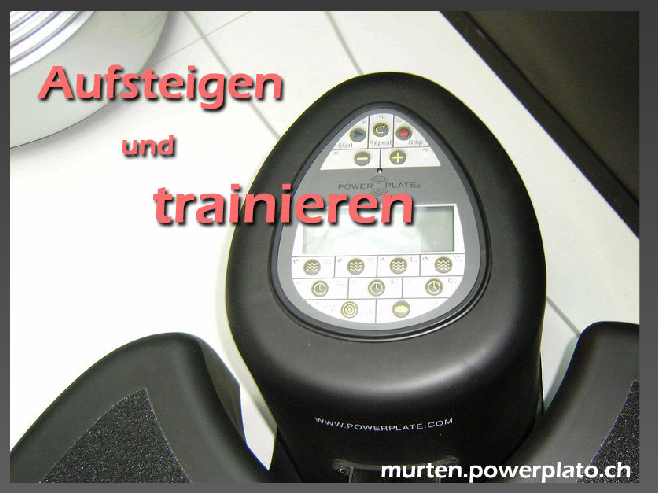 Aufsteigen
und
trainieren
Start Repeat Stop
POWER PLATE
WWW.POWERPLATE.COM
murten.powerplato.ch